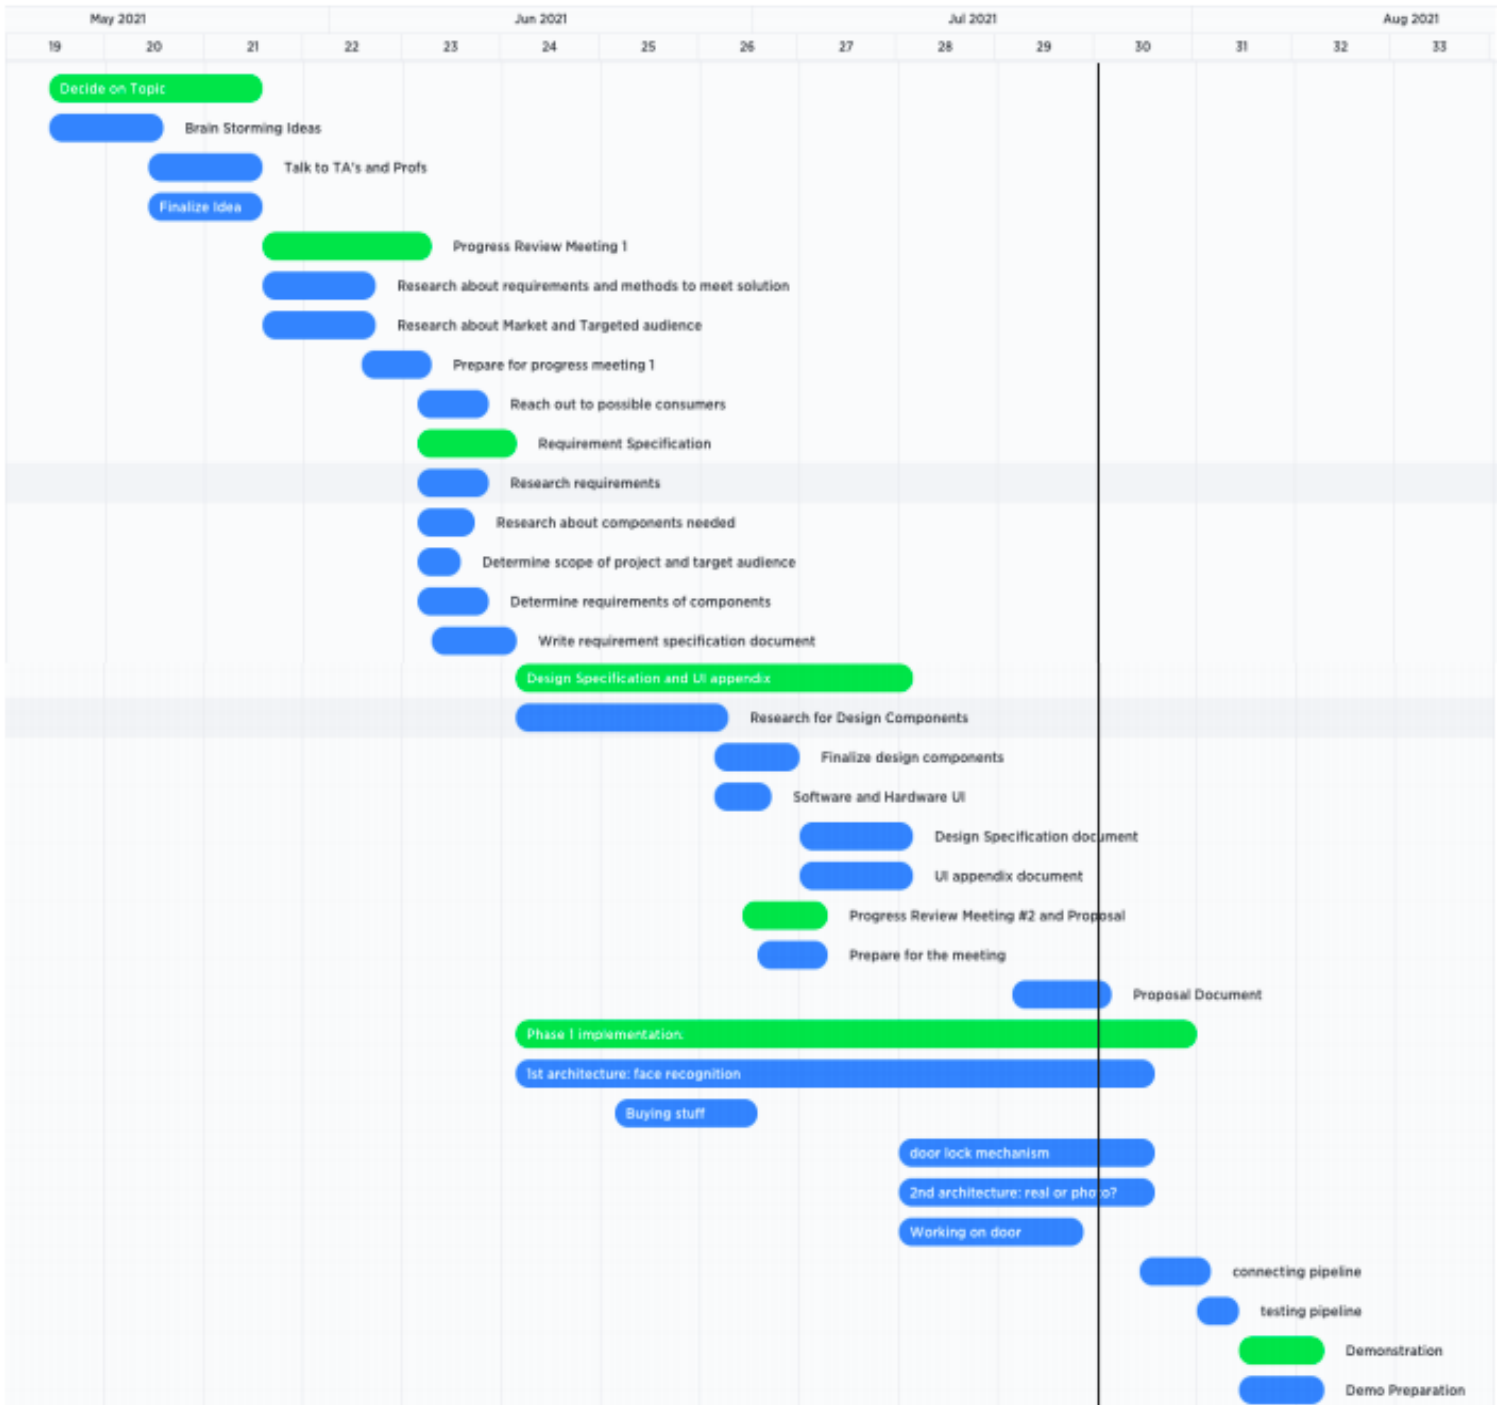 May 2021 Jun 2021 Jul 2021 Aug 2021
19 20 21 22 23 24 25 26 27 28 29 30 31 32 33
Decide on Topic
Brain Storming Ideas
Talk to TA's and Profs
Finalize Idea
Progress Review Meeting 1
Research about requirements and methods to meet solution
Research about Market and Targeted audience
Prepare for progress meeting 1
Reach out to possible consumers
Requirement Specification
Research requirements
Research about components needed
Determine scope of project and target audience
Determine requirements of components
Write requirement specification document
Design Specification and UI appendix
Research for Design Components
Finalize design components
Software and Hardware UI
Design Specification document
UI appendix document
Progress Review Meeting #2 and Proposal
Prepare for the meeting
Proposal Document
Phase I implementation.
1st architecture: face recognition
Buying stuff
door lock mechanism
2nd architecture: real or photo?
Working on door
connecting pipeline
testing pipeline
Demonstration
Demo Preparation